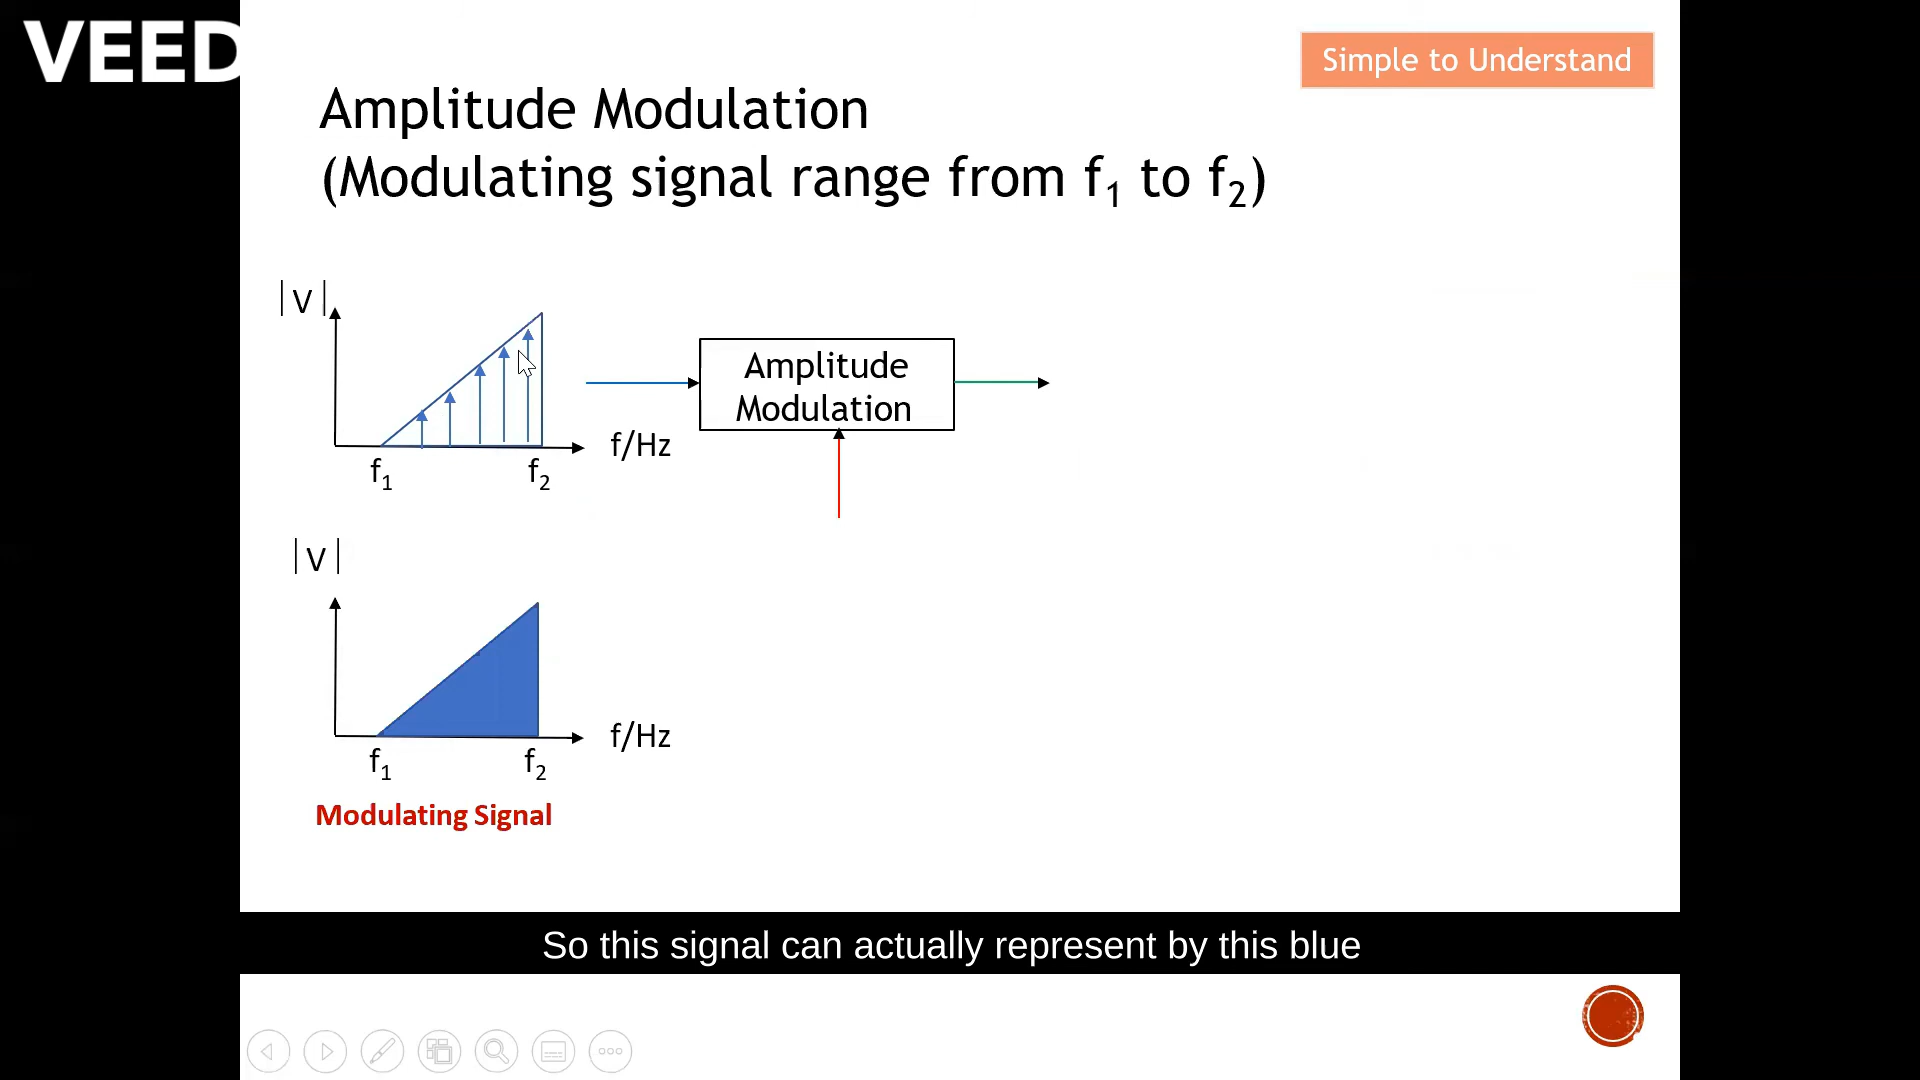 VEED
Simple to Understand
Amplitude Modulation
(Modulating signal range from f₁ to f₂)
|V|
Amplitude
Modulation
f/Hz
f₁ f₂
|V|
f/Hz
f₁ f₂
Modulating Signal
So this signal can actually represent by this blue